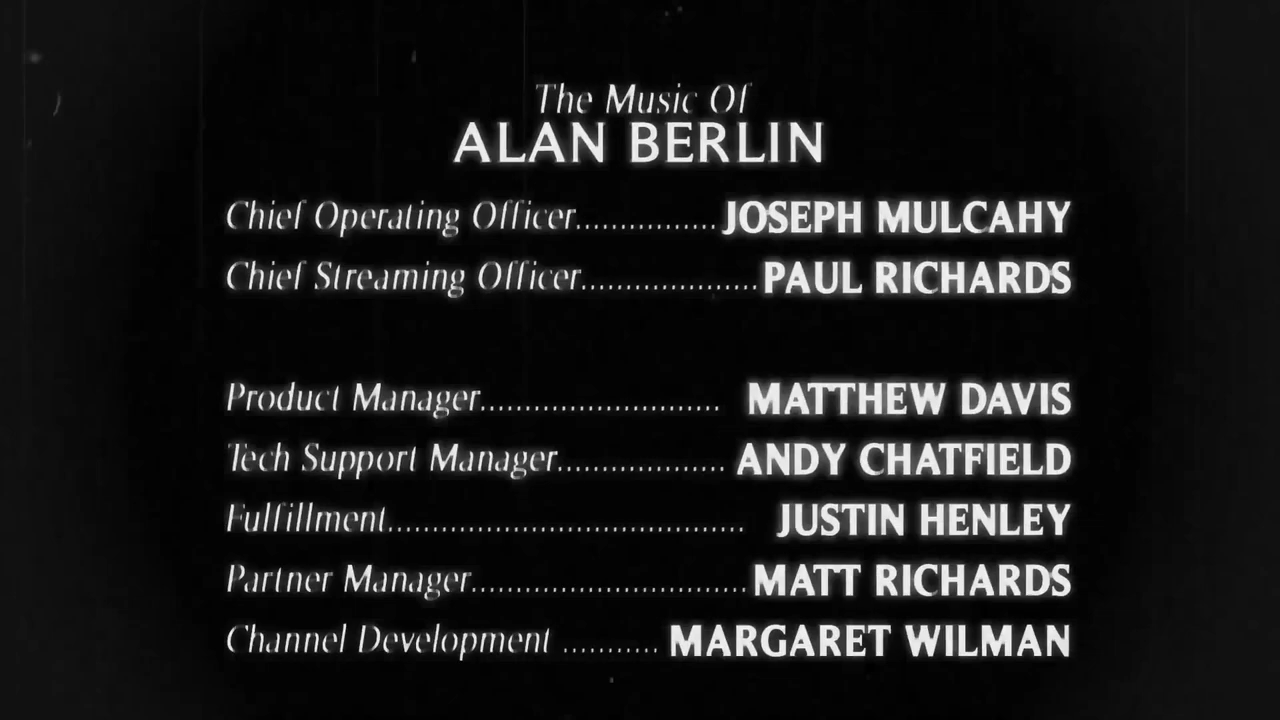 The Music Of
ALAN BERLIN
Chief Operating Officer................JOSEPH MULCAHY
Chief Streaming Officer....................PAUL RICHARDS
Product Manager........................... MATTHEW DAVIS
Tech Support Manager................... ANDY CHATFIELD
Fulfillment........................................ JUSTIN HENLEY
Partner Manager...............................MATT RICHARDS
Channel Development ........... MARGARET WILMAN